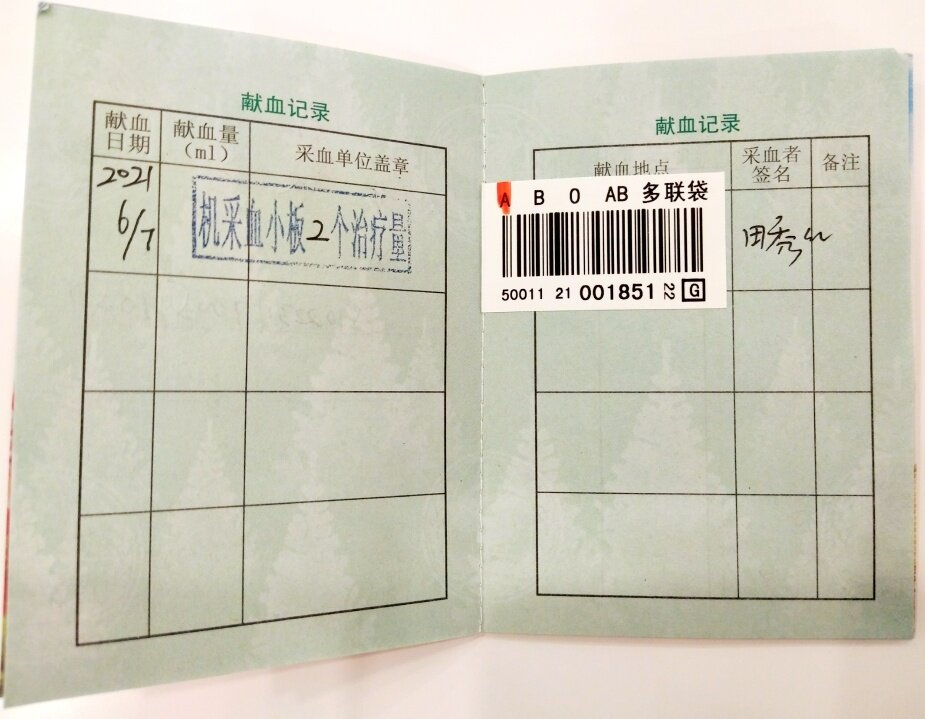 献血记录
献血日期 献血量（ml） 采血单位盖章
2021
6/7
机采血小板2个治疗量
献血记录
献血地点 采血者签名 备注
A B O AB 多联袋
50011 21 001851 22 G
田秀